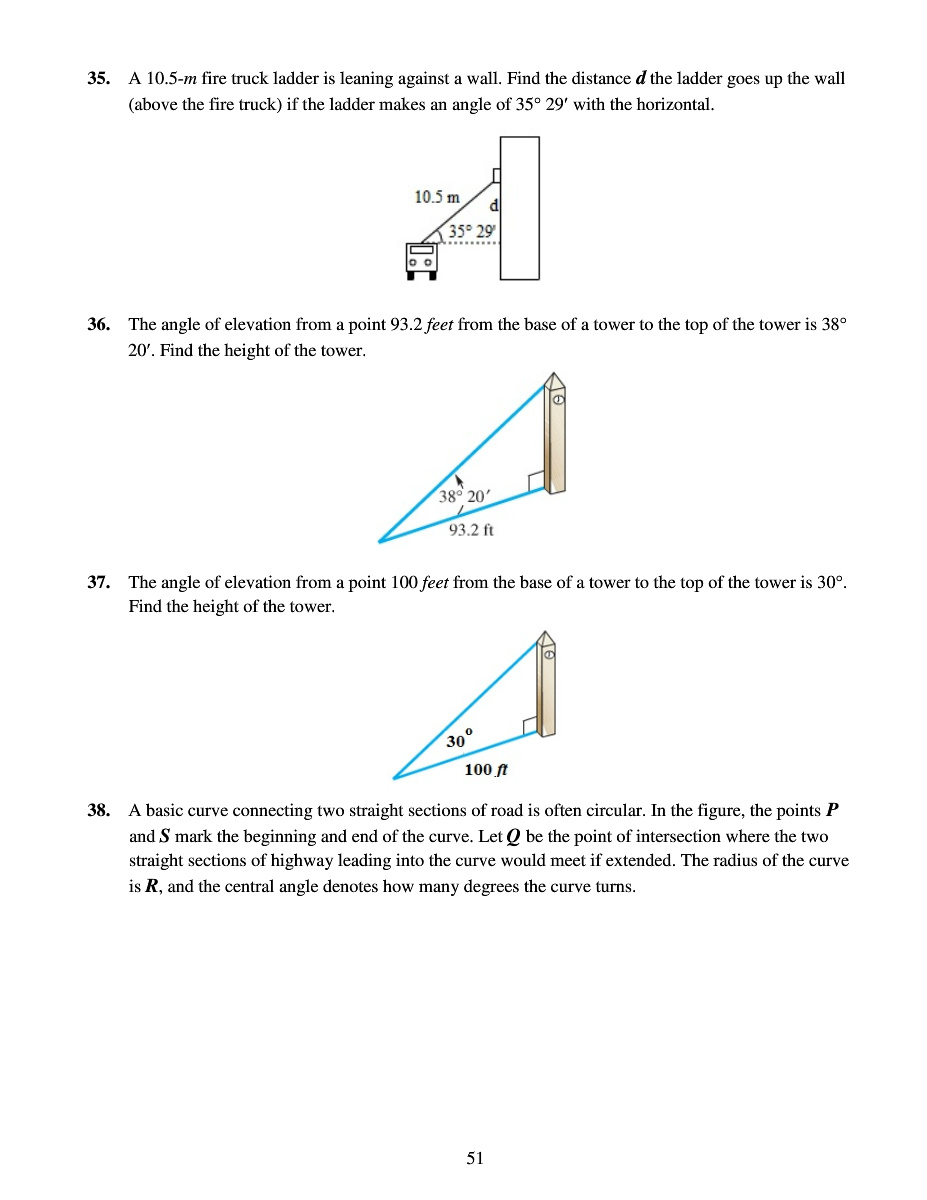 35. A 10.5-m fire truck ladder is leaning against a wall. Find the distance d the ladder goes up the wall
(above the fire truck) if the ladder makes an angle of 35° 29′ with the horizontal.
10.5 m
d
35° 29'
36. The angle of elevation from a point 93.2 feet from the base of a tower to the top of the tower is 38°
20′. Find the height of the tower.
38° 20′
93.2 ft
37. The angle of elevation from a point 100 feet from the base of a tower to the top of the tower is 30°.
Find the height of the tower.
30°
100 ft
38. A basic curve connecting two straight sections of road is often circular. In the figure, the points P
and S mark the beginning and end of the curve. Let Q be the point of intersection where the two
straight sections of highway leading into the curve would meet if extended. The radius of the curve
is R, and the central angle denotes how many degrees the curve turns.
51